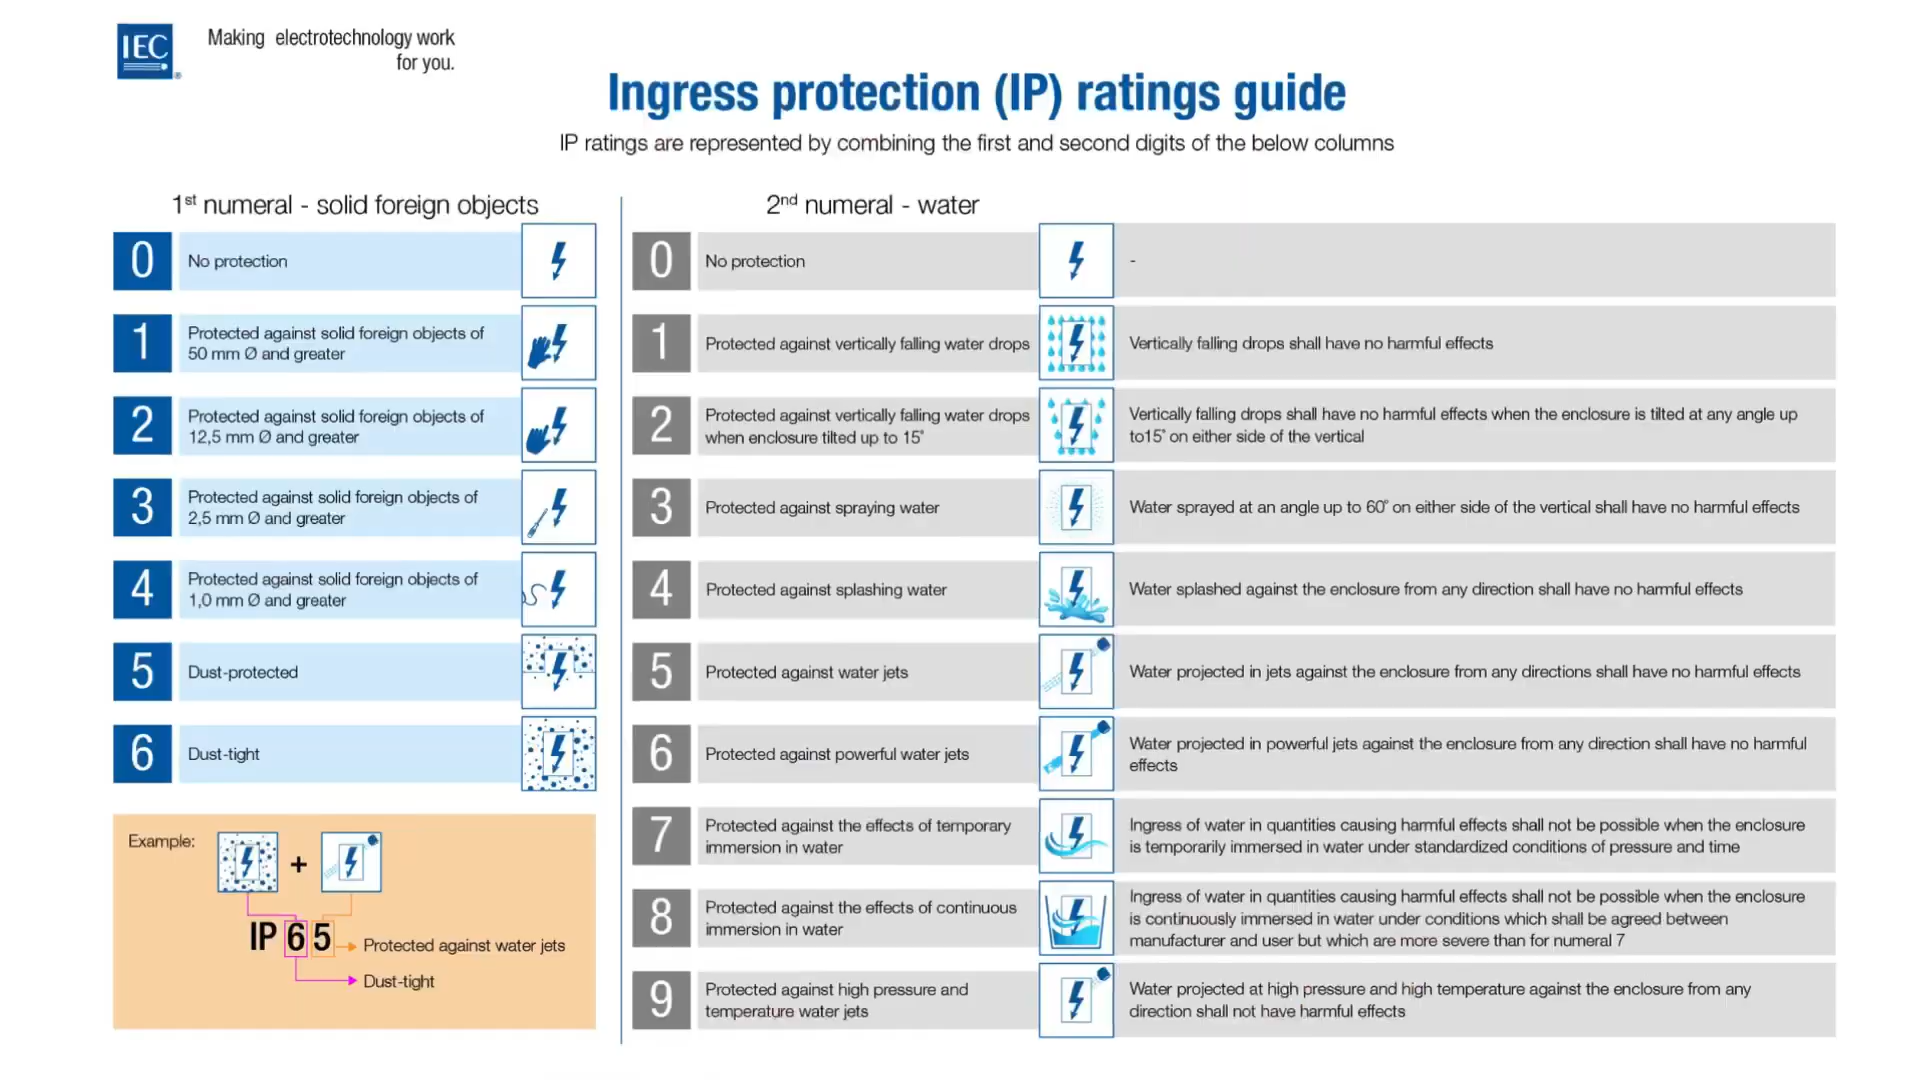 IEC
®
Making electrotechnology work
for you.
Ingress protection (IP) ratings guide
IP ratings are represented by combining the first and second digits of the below columns
1st numeral - solid foreign objects
0
No protection
1
Protected against solid foreign objects of
50 mm Ø and greater
2
Protected against solid foreign objects of
12,5 mm Ø and greater
3
Protected against solid foreign objects of
2,5 mm Ø and greater
4
Protected against solid foreign objects of
1,0 mm Ø and greater
5
Dust-protected
6
Dust-tight
Example:
+
IP 6 5
Protected against water jets
Dust-tight
2nd numeral - water
0
No protection
-
1
Protected against vertically falling water drops
Vertically falling drops shall have no harmful effects
2
Protected against vertically falling water drops
when enclosure tilted up to 15°
Vertically falling drops shall have no harmful effects when the enclosure is tilted at any angle up
to15° on either side of the vertical
3
Protected against spraying water
Water sprayed at an angle up to 60° on either side of the vertical shall have no harmful effects
4
Protected against splashing water
Water splashed against the enclosure from any direction shall have no harmful effects
5
Protected against water jets
Water projected in jets against the enclosure from any directions shall have no harmful effects
6
Protected against powerful water jets
Water projected in powerful jets against the enclosure from any direction shall have no harmful
effects
7
Protected against the effects of temporary
immersion in water
Ingress of water in quantities causing harmful effects shall not be possible when the enclosure
is temporarily immersed in water under standardized conditions of pressure and time
8
Protected against the effects of continuous
immersion in water
Ingress of water in quantities causing harmful effects shall not be possible when the enclosure
is continuously immersed in water under conditions which shall be agreed between
manufacturer and user but which are more severe than for numeral 7
9
Protected against high pressure and
temperature water jets
Water projected at high pressure and high temperature against the enclosure from any
direction shall not have harmful effects